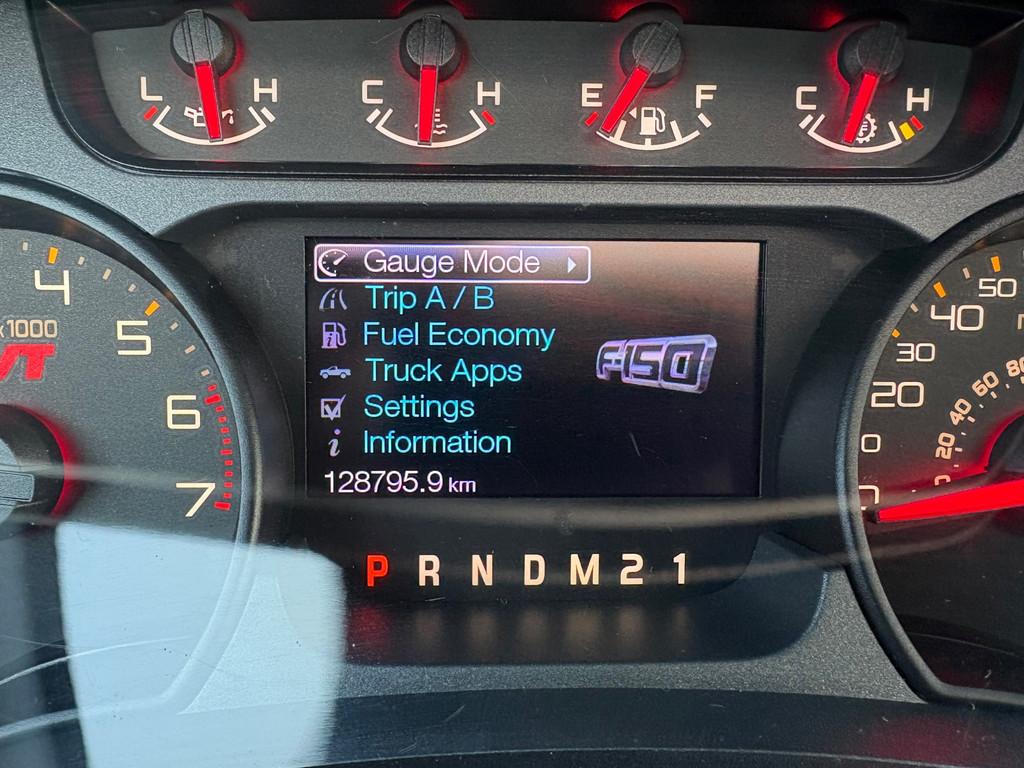 L H
C H
E F
C H
4
5
x1000
6
7
Gauge Mode
Trip A / B
Fuel Economy
Truck Apps
Settings
Information
128795.9 km
F-150
P R N D M 2 1
50
40
30
20
80
60
40
20
0